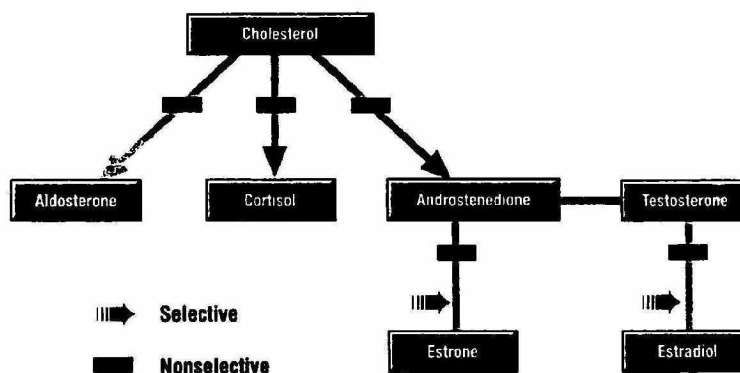 Cholesterol
Aldosterone
Cortisol
Androstenedione
Testosterone
Selective
Nonselective
Estrone
Estradiol